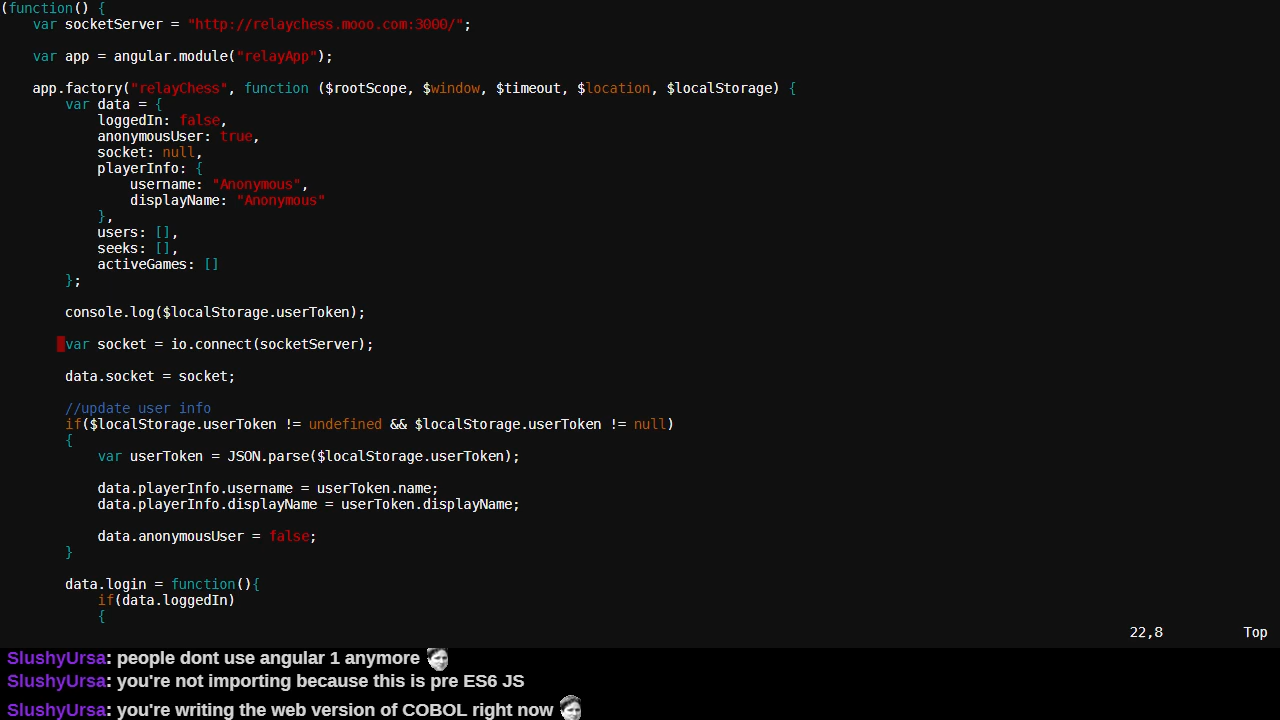 (function() {
    var socketServer = "http://relaychess.mooo.com:3000/";
    var app = angular.module("relayApp");
    app.factory("relayChess", function ($rootScope, $window, $timeout, $location, $localStorage) {
        var data = {
            loggedIn: false,
            anonymousUser: true,
            socket: null,
            playerInfo: {
                username: "Anonymous",
                displayName: "Anonymous"
            },
            users: [],
            seeks: [],
            activeGames: []
        };
        console.log($localStorage.userToken);
        var socket = io.connect(socketServer);
        data.socket = socket;
        //update user info
        if($localStorage.userToken != undefined && $localStorage.userToken != null)
        {
            var userToken = JSON.parse($localStorage.userToken);
            data.playerInfo.username = userToken.name;
            data.playerInfo.displayName = userToken.displayName;
            data.anonymousUser = false;
        }
        data.login = function(){
            if(data.loggedIn)
            {
22,8 Top
SlushyUrsa: people dont use angular 1 anymore
SlushyUrsa: you're not importing because this is pre ES6 JS
SlushyUrsa: you're writing the web version of COBOL right now